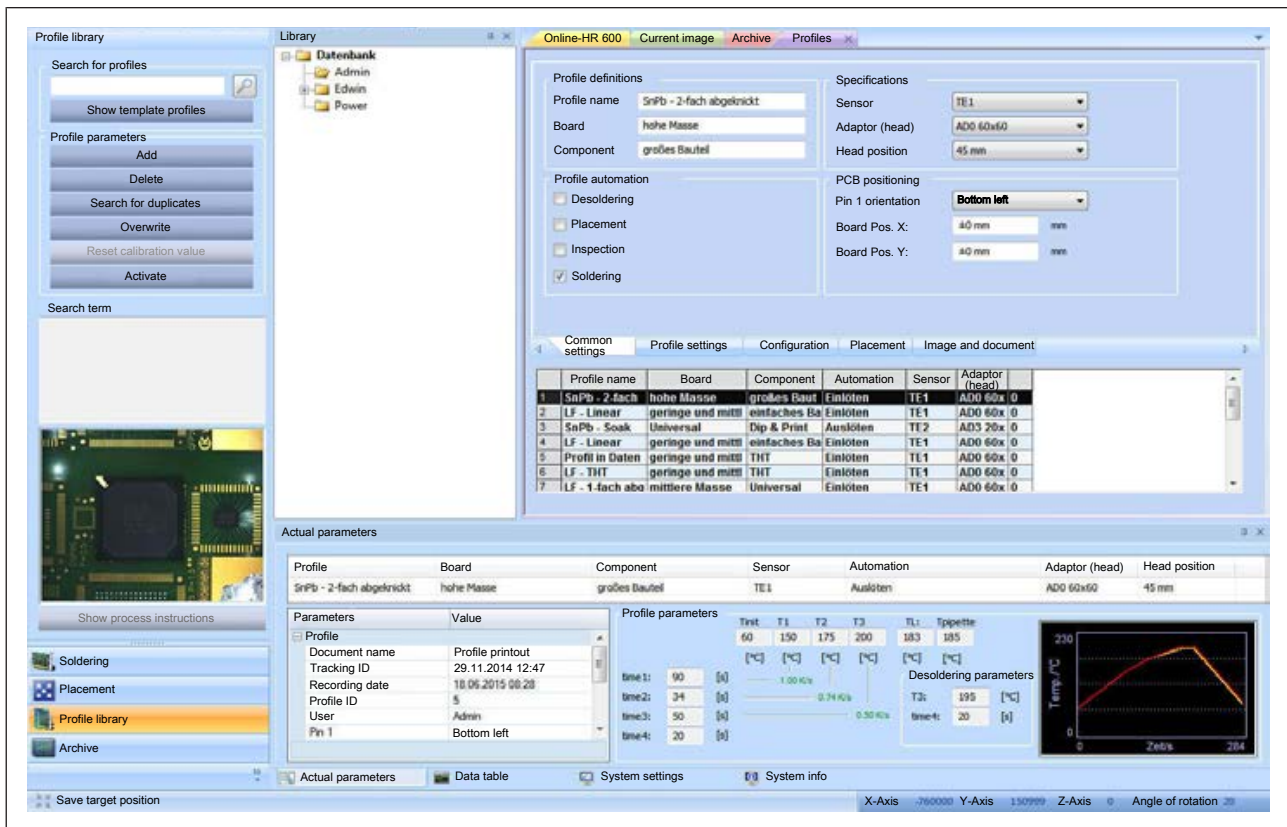 Profile library
Search for profiles
Show template profiles
Profile parameters
Add
Delete
Search for duplicates
Overwrite
Reset calibration value
Activate
Search term
Show process instructions
Soldering
Placement
Profile library
Archive
Save target position
Library
Datenbank
Admin
Edwin
Power
Online-HR 600 Current image Archive Profiles
Profile definitions
Profile name SnPb - 2-fach abgeknickt
Board hohe Masse
Component großes Bauteil
Specifications
Sensor TE1
Adaptor (head) AD0 60x60
Head position 45 mm
Profile automation
Desoldering
Placement
Inspection
Soldering
PCB positioning
Pin 1 orientation Bottom left
Board Pos. X: 40 mm mm
Board Pos. Y: 40 mm mm
Common settings Profile settings Configuration Placement Image and document
Profile name Board Component Automation Sensor Adaptor (head)
1 SnPb - 2-fach hohe Masse großes Baut Einlöten TE1 AD0 60x 0
2 LF - Linear geringe und mittl einfaches Ba Einlöten TE1 AD0 60x 0
3 SnPb - Soak Universal Dip & Print Auslöten TE2 AD3 20x 0
4 LF - Linear geringe und mittl einfaches Ba Einlöten TE1 AD0 60x 0
5 Profil in Daten geringe und mittl THT Einlöten TE1 AD0 60x 0
6 LF - THT geringe und mittl THT Einlöten TE1 AD0 60x 0
7 LF - 1-fach abg mittlere Masse Universal Einlöten TE1 AD0 60x 0
Actual parameters
Profile Board Component Sensor Automation Adaptor (head) Head position
SnPb - 2-fach abgeknickt hohe Masse großes Bauteil TE1 Auslöten AD0 60x60 45 mm
Parameters Value
Profile
Document name Profile printout
Tracking ID 29.11.2014 12:47
Recording date 18.06.2015 08:28
Profile ID 5
User Admin
Pin 1 Bottom left
Profile parameters
Tinit T1 T2 T3 TL: Tpipette
60 150 175 200 183 185
[°C] [°C] [°C] [°C] [°C] [°C]
time1: 90 [s] 1.00 K/s
time2: 34 [s] 0.74 K/s
time3: 50 [s] 0.50 K/s
time4: 20 [s]
Desoldering parameters
T3: 195 [°C]
time4: 20 [s]
230
Temp./°C
0
0 Zeit/s 284
Actual parameters Data table System settings System info
X-Axis -760000 Y-Axis 150999 Z-Axis 0 Angle of rotation 20